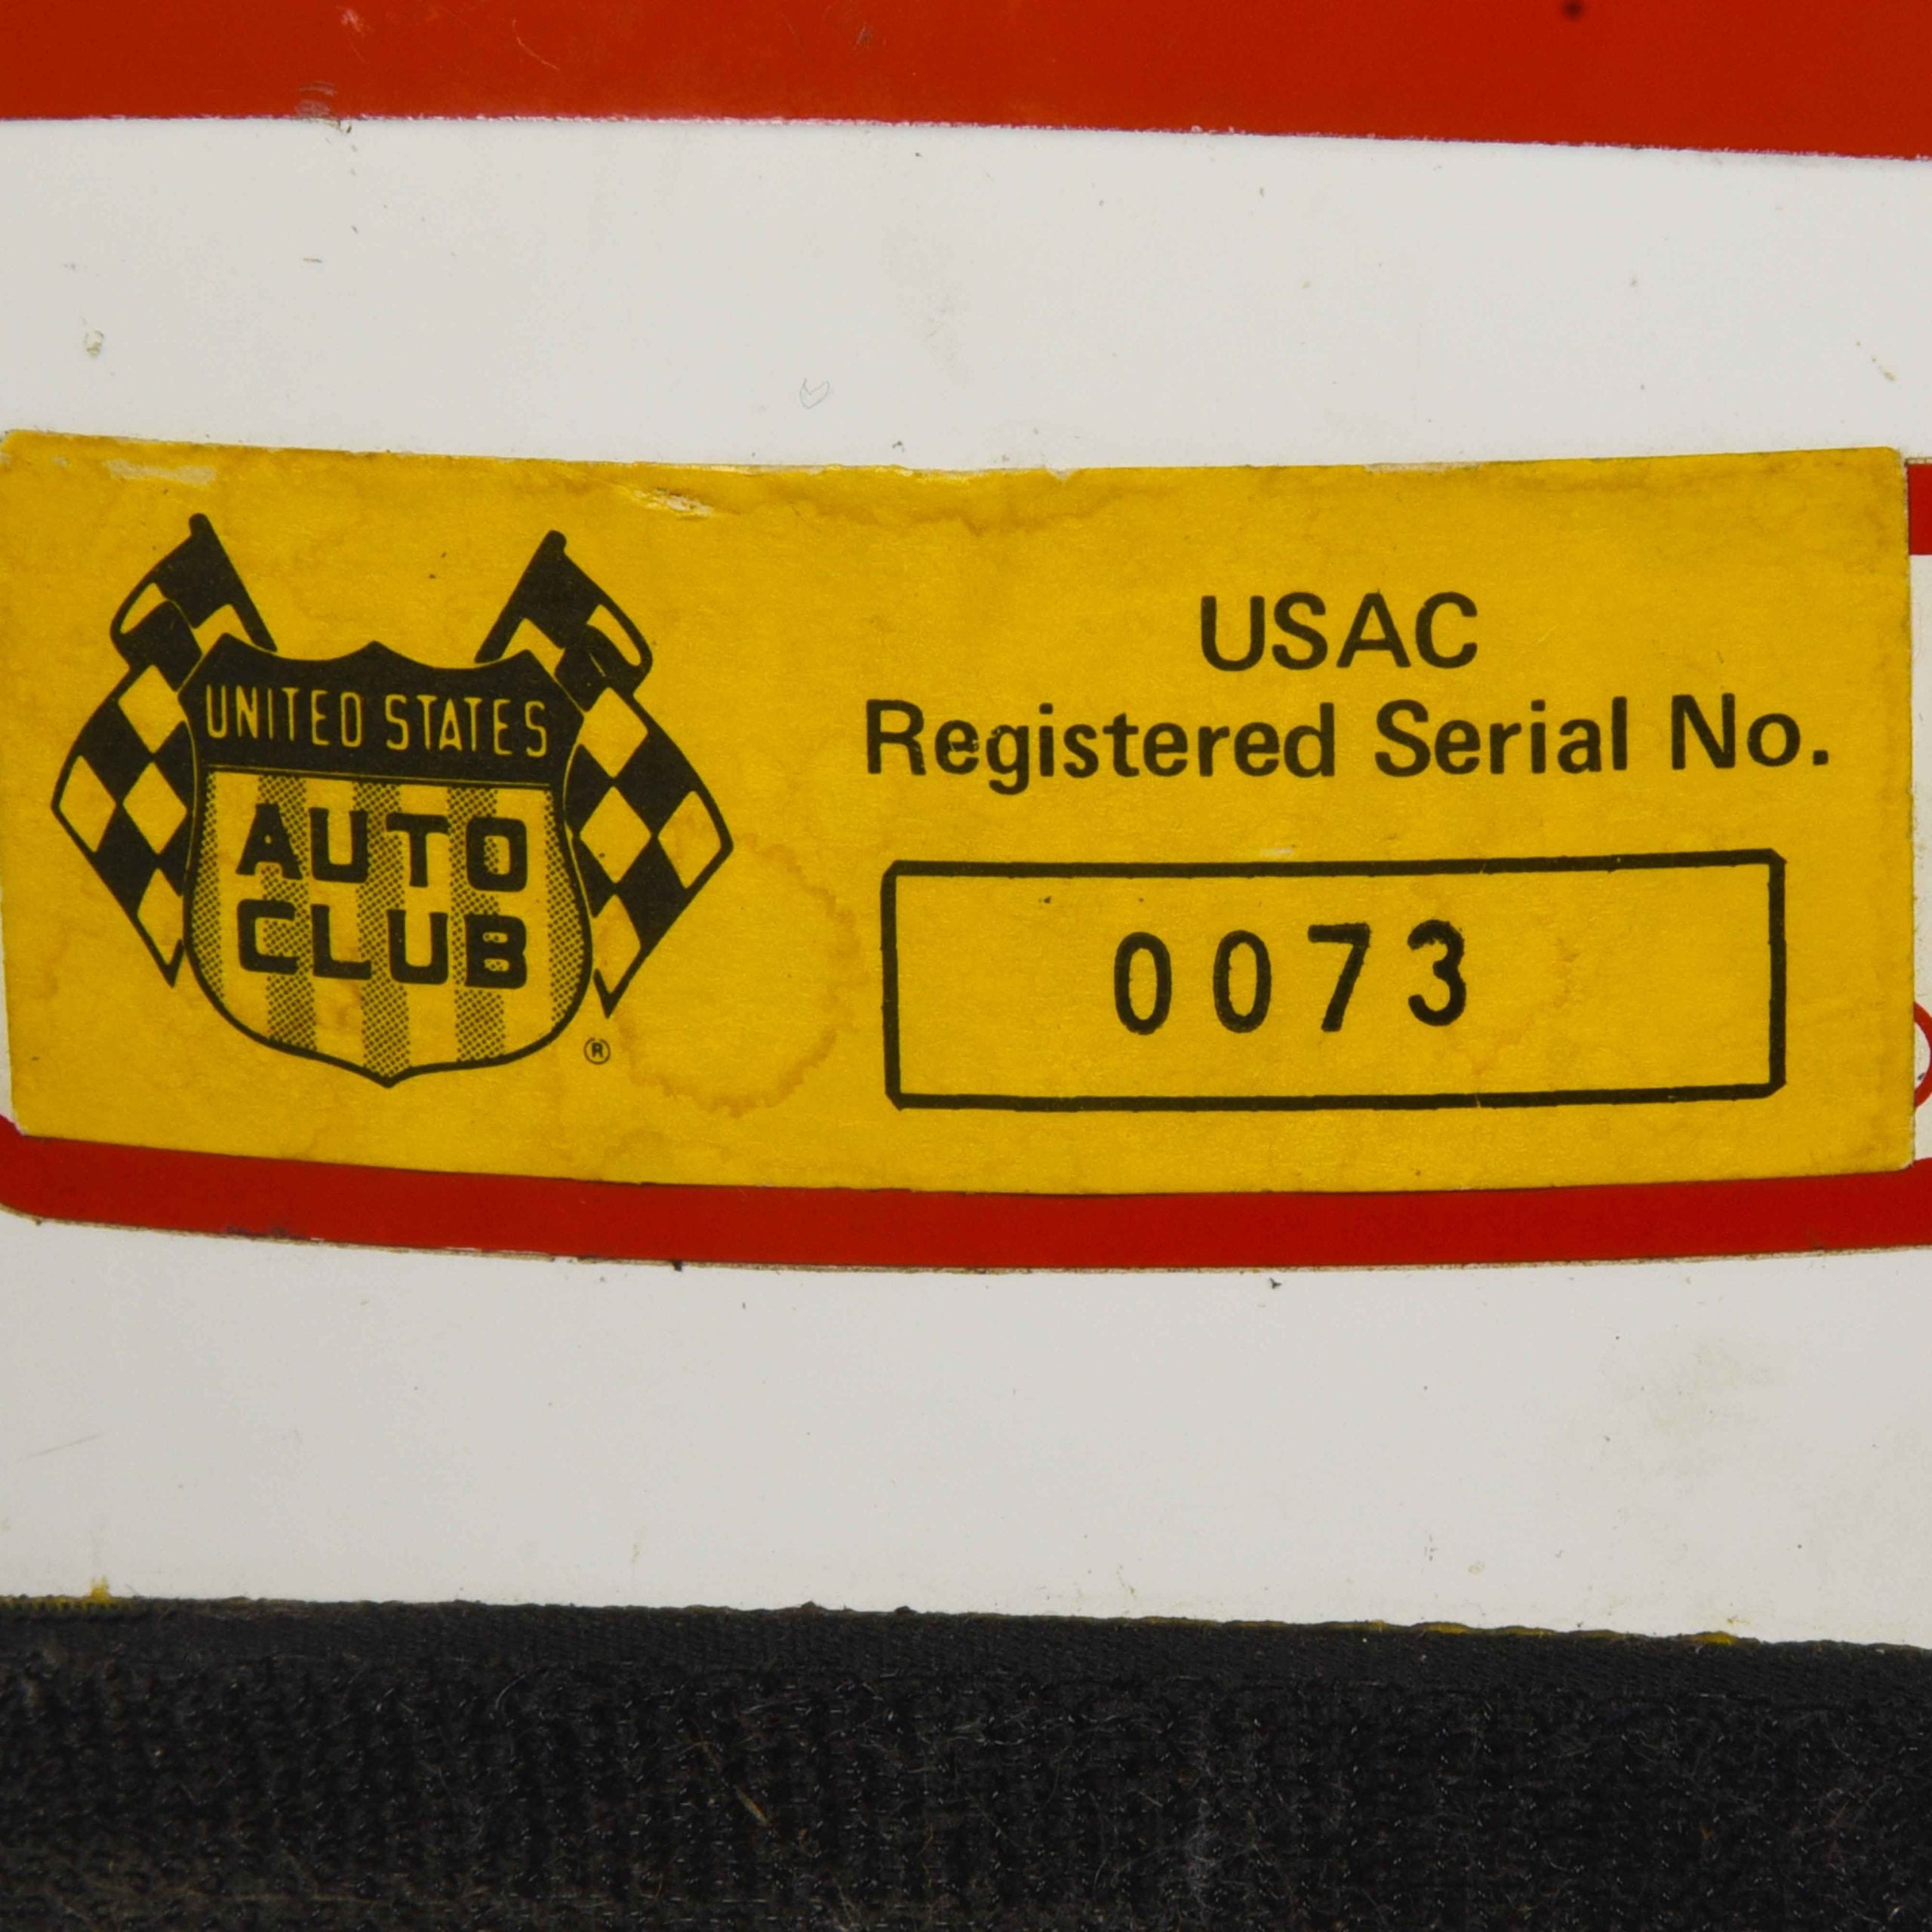 UNITED STATES
AUTO
CLUB
®
USAC
Registered Serial No.
0073